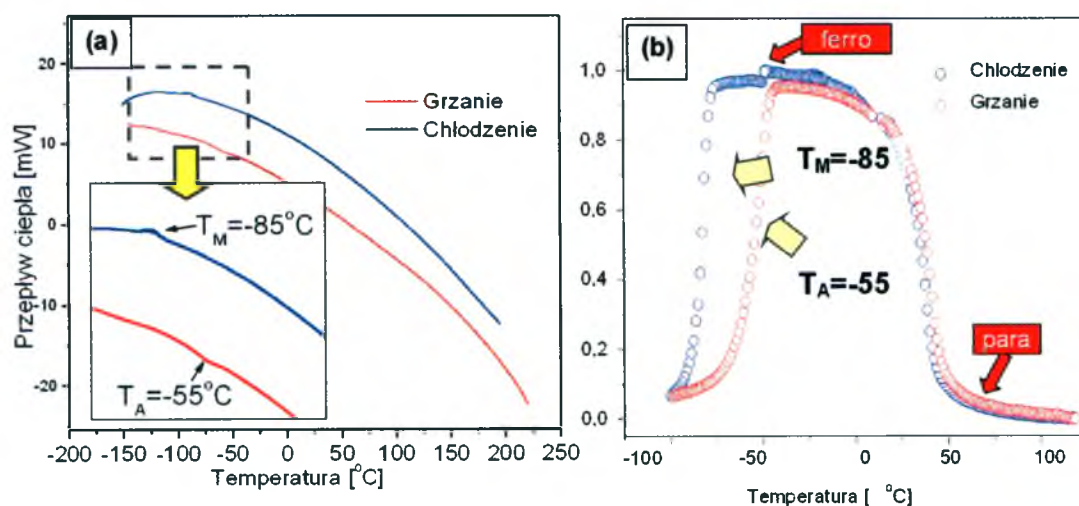 (a)
20
10
0
-10
-20
Przepływ ciepła [mW]
Grzanie
Chłodzenie
T_M=-85°C
T_A=-55°C
-200 -150 -100 -50 0 50 100 150 200 250
Temperatura [°C]
(b)
ferro
1,0
0,8
0,6
0,4
0,2
0,0
Chłodzenie
Grzanie
T_M=-85
T_A=-55
para
-100 -50 0 50 100
Temperatura [ °C]